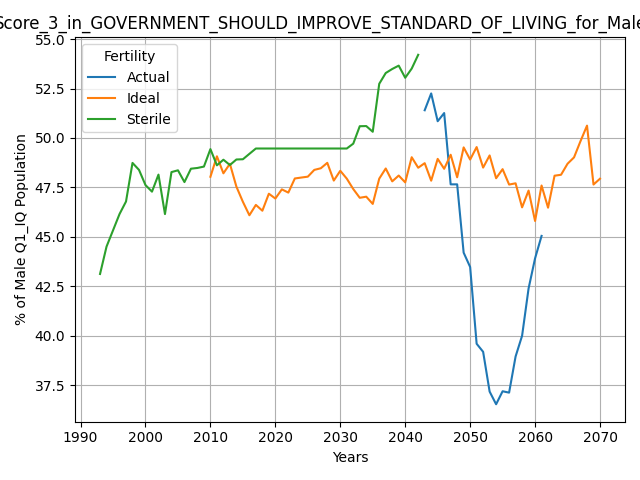 Score_3_in_GOVERNMENT_SHOULD_IMPROVE_STANDARD_OF_LIVING_for_Male
55.0
52.5
50.0
47.5
45.0
42.5
40.0
37.5
% of Male Q1_IQ Population
Fertility
Actual
Ideal
Sterile
1990 2000 2010 2020 2030 2040 2050 2060 2070
Years